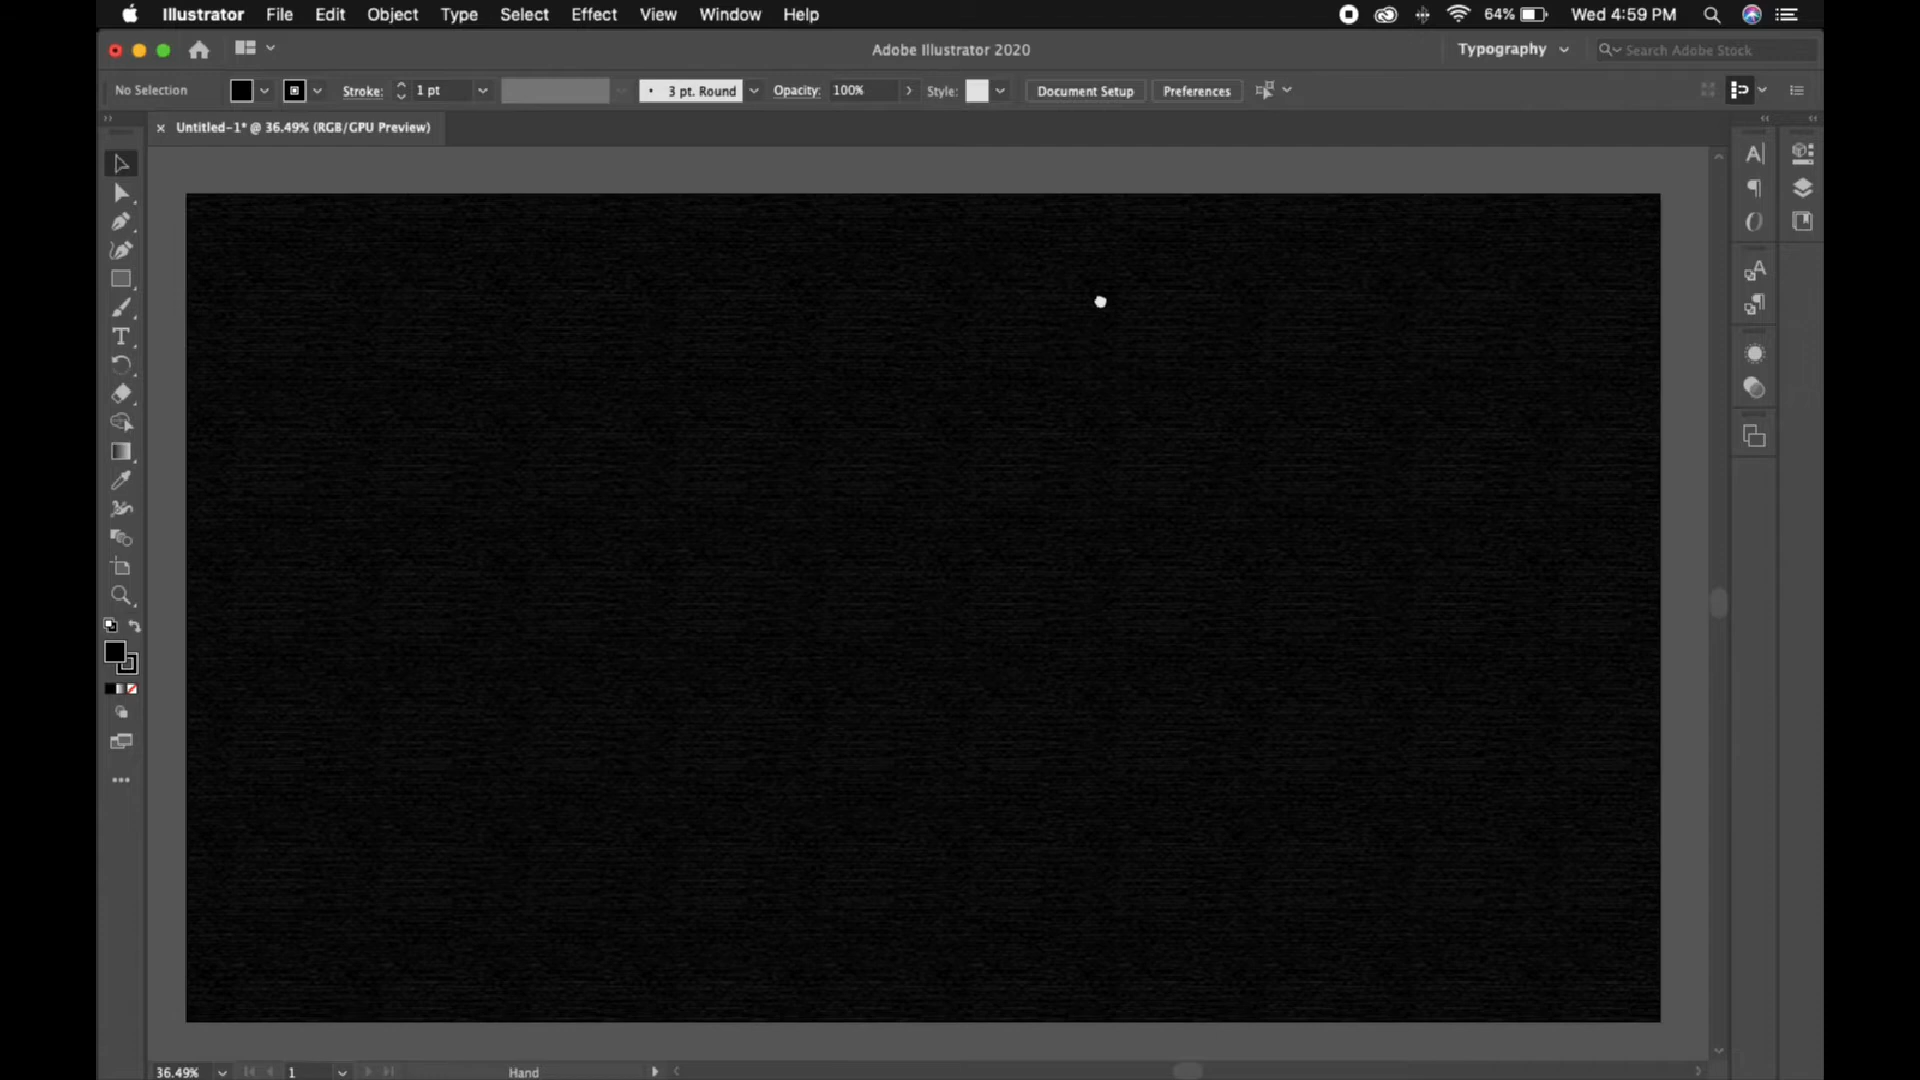 Illustrator File Edit Object Type Select Effect View Window Help 64% Wed 4:59 PM
Adobe Illustrator 2020 Typography Search Adobe Stock
No Selection Stroke: 1 pt 3 pt. Round Opacity: 100% Style: Document Setup Preferences
Untitled-1* @ 36.49% (RGB/GPU Preview)
36.49% 1 Hand